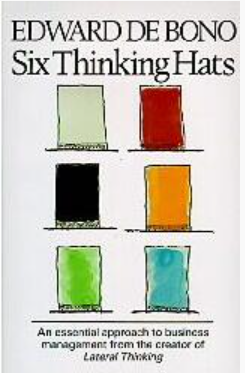 EDWARD DE BONO
Six Thinking Hats
An essential approach to business
management from the creator of
Lateral Thinking